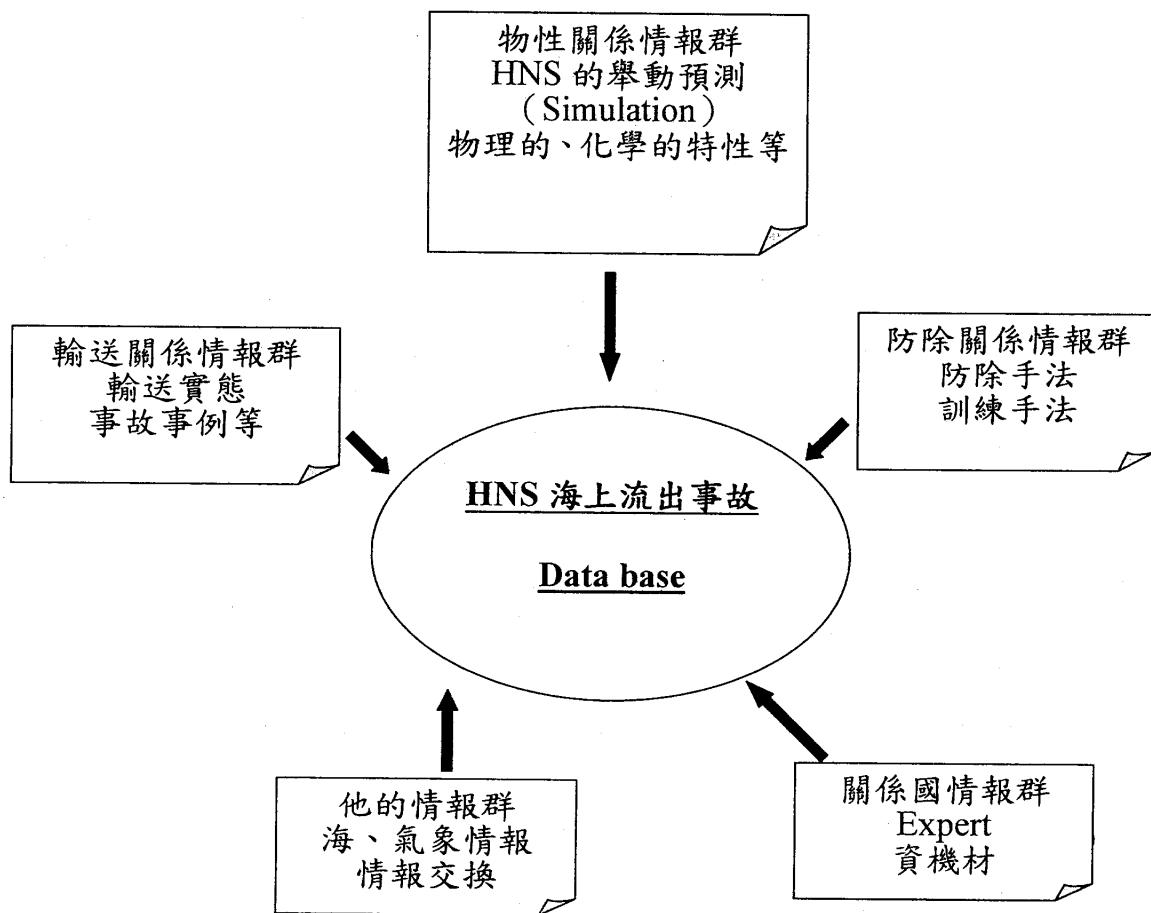 物性關係情報群
HNS 的舉動預測
（Simulation）
物理的、化學的特性等
輸送關係情報群
輸送實態
事故事例等
防除關係情報群
防除手法
訓練手法
HNS 海上流出事故
Data base
他的情報群
海、氣象情報
情報交換
關係國情報群
Expert
資機材